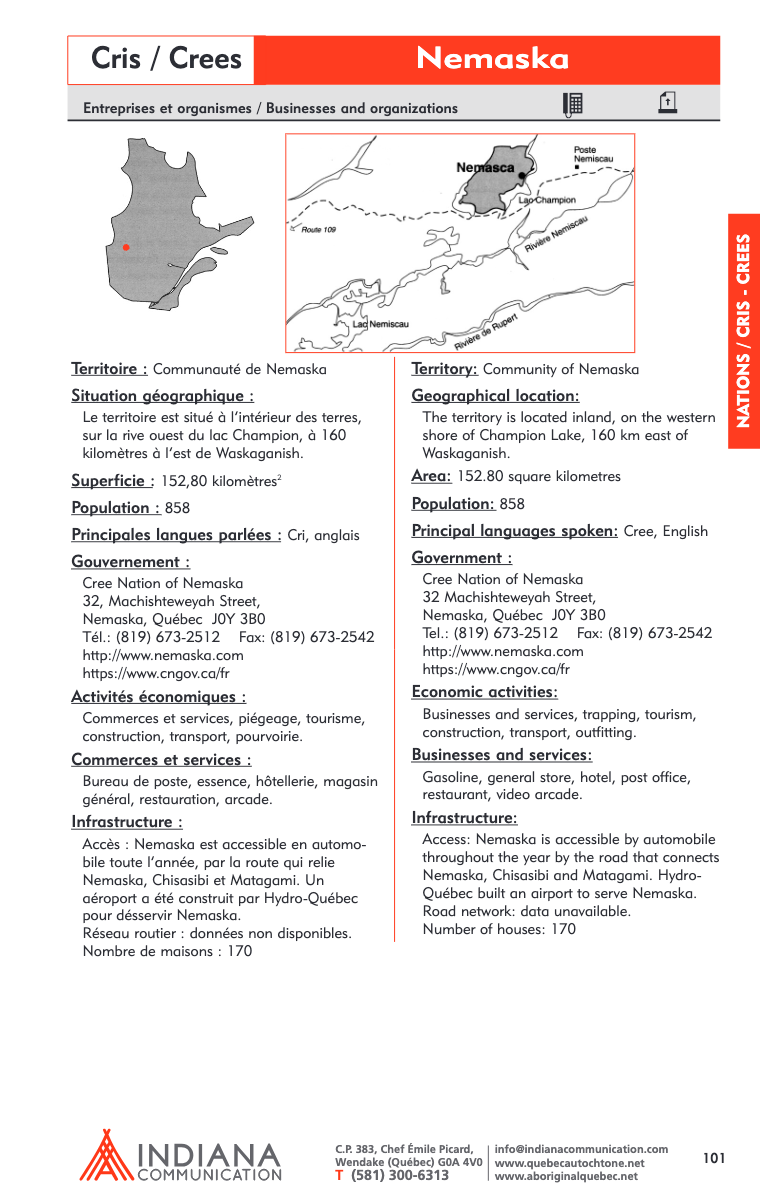 Cris / Crees
Nemaska
Entreprises et organismes / Businesses and organizations
Nemasca
Poste
Nemiscau
Lac Champion
Route 109
Rivière Nemiscau
Lac Nemiscau
Rivière de Rupert
NATIONS / CRIS - CREES
Territoire : Communauté de Nemaska
Situation géographique :
Le territoire est situé à l’intérieur des terres,
sur la rive ouest du lac Champion, à 160
kilomètres à l’est de Waskaganish.
Superficie : 152,80 kilomètres²
Population : 858
Principales langues parlées : Cri, anglais
Gouvernement :
Cree Nation of Nemaska
32, Machishteweyah Street,
Nemaska, Québec J0Y 3B0
Tél.: (819) 673-2512 Fax: (819) 673-2542
http://www.nemaska.com
https://www.cngov.ca/fr
Activités économiques :
Commerces et services, piégeage, tourisme,
construction, transport, pourvoirie.
Commerces et services :
Bureau de poste, essence, hôtellerie, magasin
général, restauration, arcade.
Infrastructure :
Accès : Nemaska est accessible en automo-
bile toute l’année, par la route qui relie
Nemaska, Chisasibi et Matagami. Un
aéroport a été construit par Hydro-Québec
pour désservir Nemaska.
Réseau routier : données non disponibles.
Nombre de maisons : 170
Territory: Community of Nemaska
Geographical location:
The territory is located inland, on the western
shore of Champion Lake, 160 km east of
Waskaganish.
Area: 152.80 square kilometres
Population: 858
Principal languages spoken: Cree, English
Government :
Cree Nation of Nemaska
32 Machishteweyah Street,
Nemaska, Québec J0Y 3B0
Tel.: (819) 673-2512 Fax: (819) 673-2542
http://www.nemaska.com
https://www.cngov.ca/fr
Economic activities:
Businesses and services, trapping, tourism,
construction, transport, outfitting.
Businesses and services:
Gasoline, general store, hotel, post office,
restaurant, video arcade.
Infrastructure:
Access: Nemaska is accessible by automobile
throughout the year by the road that connects
Nemaska, Chisasibi and Matagami. Hydro-
Québec built an airport to serve Nemaska.
Road network: data unavailable.
Number of houses: 170
INDIANA
COMMUNICATION
C.P. 383, Chef Émile Picard,
Wendake (Québec) G0A 4V0
T (581) 300-6313
info@indianacommunication.com
www.quebecautochtone.net
www.aboriginalquebec.net
101